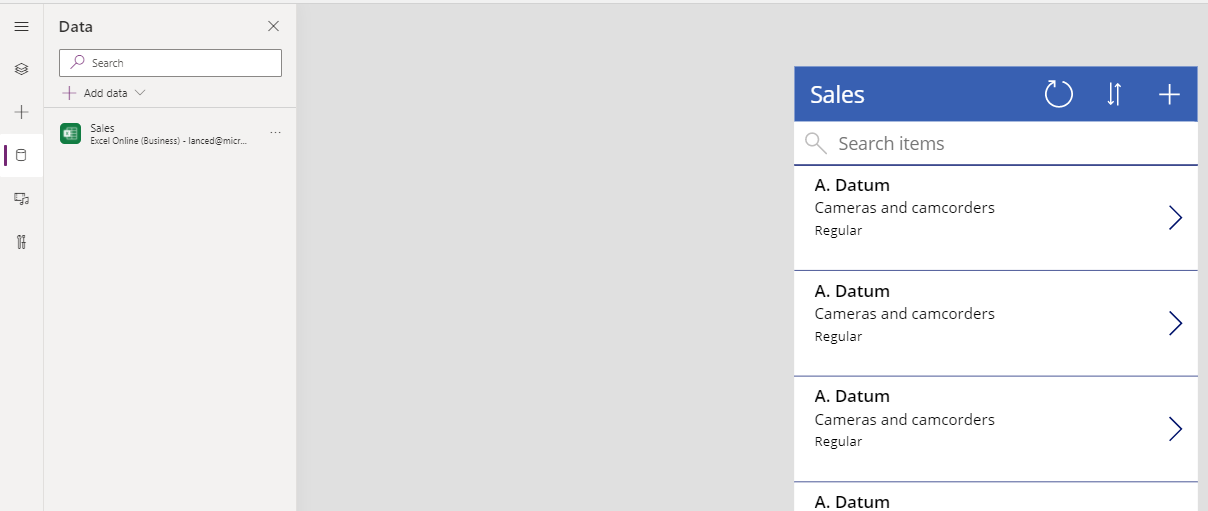 Data
Search
Add data
Sales
Excel Online (Business) - lanced@micr...
Sales
Search items
A. Datum
Cameras and camcorders
Regular
A. Datum
Cameras and camcorders
Regular
A. Datum
Cameras and camcorders
Regular
A. Datum